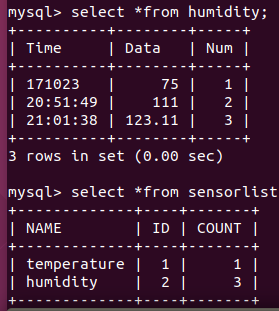 mysql> select *from humidity;
+----------+--------+-----+
| Time     | Data   | Num |
+----------+--------+-----+
| 171023   |     75 |   1 |
| 20:51:49 |    111 |   2 |
| 21:01:38 | 123.11 |   3 |
+----------+--------+-----+
3 rows in set (0.00 sec)
mysql> select *from sensorlist
+-------------+----+-------+
| NAME        | ID | COUNT |
+-------------+----+-------+
| temperature |  1 |     1 |
| humidity    |  2 |     3 |
+-------------+----+-------+